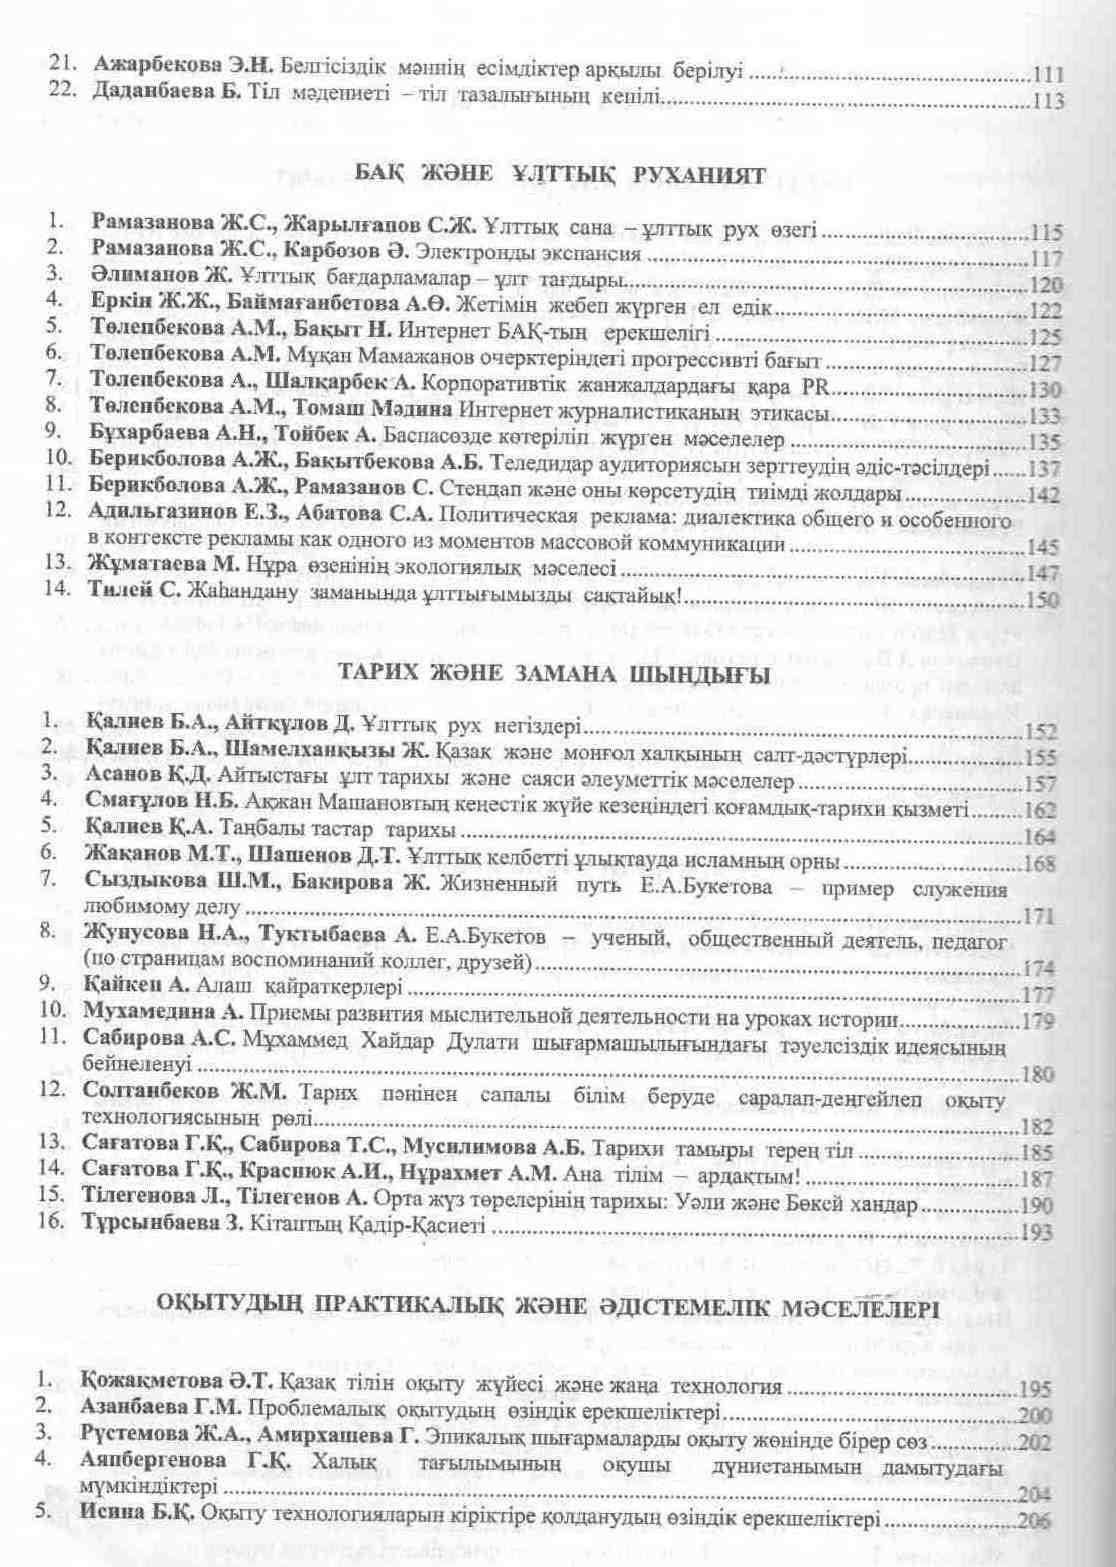 21. Ажарбекова Э.Н. Белгісіздік мәннің есімдіктер арқылы берілуі ........................................111
22. Даданбаева Б. Тіл мәдениеті – тіл тазалығының кепілі........................................113
БАҚ ЖӘНЕ ҰЛТТЫҚ РУХАНИЯТ
1. Рамазанова Ж.С., Жарылғапов С.Ж. Ұлттық сана – ұлттық рух өзегі ........................................115
2. Рамазанова Ж.С., Карбозов Ә. Электронды экспансия ........................................117
3. Әлиманов Ж. Ұлттық бағдарламалар – ұлт тағдыры........................................120
4. Еркін Ж.Ж., Баймағанбетова А.Ө. Жетімін жебеп жүрген ел едік........................................122
5. Төлепбекова А.М., Бақыт Н. Интернет БАҚ-тың ерекшелігі ........................................125
6. Төлепбекова А.М. Мұқан Мамажанов очерктеріндегі прогрессивті бағыт ........................................127
7. Толепбекова А., Шалқарбек А. Корпоративтік жанжалдардағы қара PR........................................130
8. Төлепбекова А.М., Томаш Мәдина Интернет журналистиканың этикасы........................................133
9. Бұхарбаева А.Н., Тойбек А. Баспасөзде көтеріліп жүрген мәселелер ........................................135
10. Берикболова А.Ж., Бақытбекова А.Б. Теледидар аудиториясын зерттеудің әдіс-тәсілдері......137
11. Берикболова А.Ж., Рамазанов С. Стендап және оны көрсетудің тиімді жолдары ....................142
12. Адильгазинов Е.З., Абатова С.А. Политическая реклама: диалектика общего и особенного
в контексте рекламы как одного из моментов массовой коммуникации ........................................145
13. Жұматаева М. Нұра өзенінің экологиялық мәселесі ........................................147
14. Тилей С. Жаһандану заманында ұлттығымызды сақтайық!........................................150
ТАРИХ ЖӘНЕ ЗАМАНА ШЫНДЫҒЫ
1. Қалиев Б.А., Айтқұлов Д. Ұлттық рух негіздері........................................152
2. Қалиев Б.А., Шамелханқызы Ж. Қазақ және монғол халқының салт-дәстүрлері....................155
3. Асанов Қ.Д. Айтыстағы ұлт тарихы және саяси әлеуметтік мәселелер ........................................157
4. Смағұлов Н.Б. Ақжан Машановтың кеңестік жүйе кезеңіндегі қоғамдық-тарихи қызметі.........162
5. Қалиев Қ.А. Таңбалы тастар тарихы ........................................164
6. Жақанов М.Т., Шашенов Д.Т. Ұлттық келбетті ұлықтауда исламның орны ........................................168
7. Сыздыкова Ш.М., Бакирова Ж. Жизненный путь Е.А.Букетова – пример служения
любимому делу ........................................171
8. Жунусова Н.А., Туктыбаева А. Е.А.Букетов – ученый, общественный деятель, педагог
(по страницам воспоминаний коллег, друзей) ........................................174
9. Қайкен А. Алаш қайраткерлері ........................................177
10. Мухамедина А. Приемы развития мыслительной деятельности на уроках истории....................179
11. Сабирова А.С. Мұхаммед Хайдар Дулати шығармашылығындағы тәуелсіздік идеясының
бейнеленуі ........................................180
12. Солтанбеков Ж.М. Тарих пәнінен сапалы білім беруде саралап-деңгейлеп оқыту
технологиясының рөлі........................................182
13. Сағатова Г.Қ., Сабирова Т.С., Мусилимова А.Б. Тарихи тамыры терең тіл ....................185
14. Сағатова Г.Қ., Краснюк А.И., Нұрахмет А.М. Ана тілім – ардақтым! ........................................187
15. Тілегенова Л., Тілегенов А. Орта жүз төрелерінің тарихы: Уәли және Бөкей хандар....................190
16. Тұрсынбаева З. Кітаптың Қадір-Қасиеті ........................................193
ОҚЫТУДЫҢ ПРАКТИКАЛЫҚ ЖӘНЕ ӘДІСТЕМЕЛІК МӘСЕЛЕЛЕРІ
1. Қожақметова Ә.Т. Қазақ тілін оқыту жүйесі және жаңа технология ........................................195
2. Азанбаева Г.М. Проблемалық оқытудың өзіндік ерекшеліктері........................................200
3. Рүстемова Ж.А., Амирхашева Г. Эпикалық шығармаларды оқыту жөнінде бірер сөз ....................202
4. Аяпбергенова Г.Қ. Халық тағылымының оқушы дүниетанымын дамытудағы
мүмкіндіктері ........................................204
5. Исина Б.Қ. Оқыту технологияларын кіріктіре қолданудың өзіндік ерекшеліктері....................206